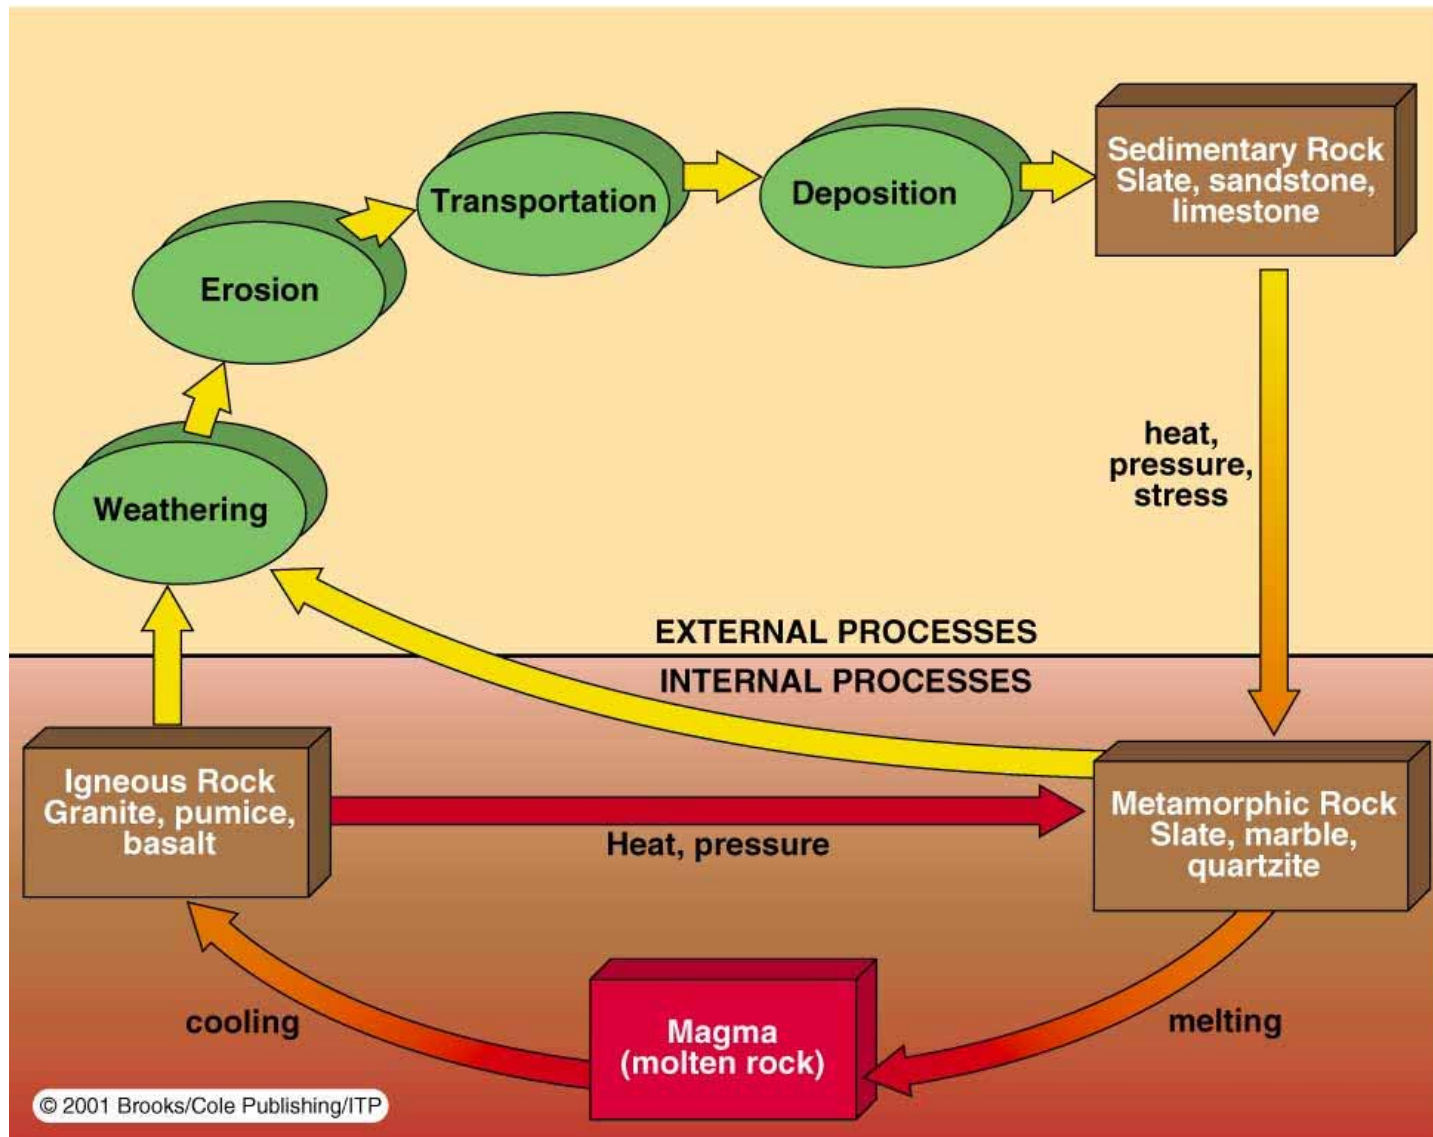 Transportation
Deposition
Sedimentary Rock
Slate, sandstone,
limestone
Erosion
Weathering
heat,
pressure,
stress
EXTERNAL PROCESSES
INTERNAL PROCESSES
Igneous Rock
Granite, pumice,
basalt
Heat, pressure
Metamorphic Rock
Slate, marble,
quartzite
cooling
Magma
(molten rock)
melting
© 2001 Brooks/Cole Publishing/ITP